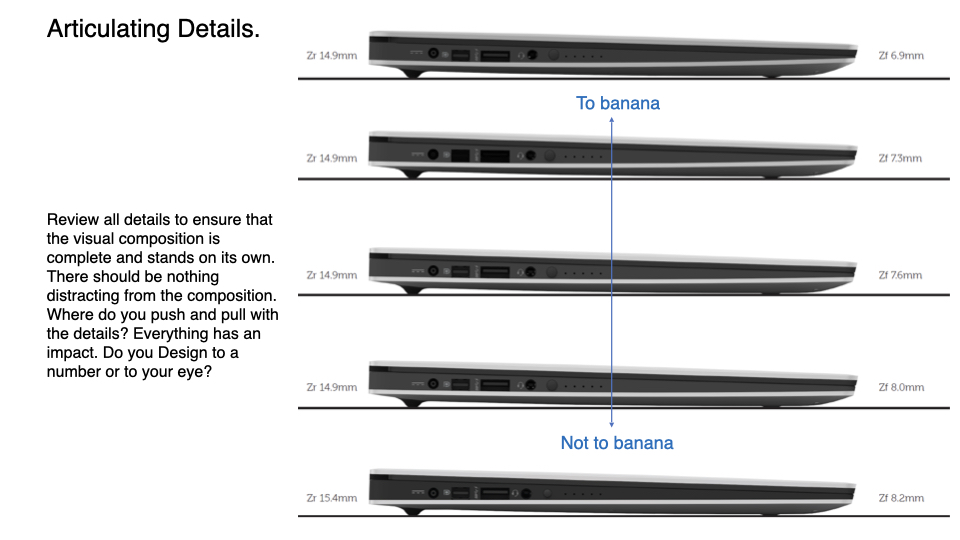 Articulating Details.
Zr 14.9mm
Zf 6.9mm
To banana
Zr 14.9mm
Zf 7.3mm
Review all details to ensure that
the visual composition is
complete and stands on its own.
There should be nothing
distracting from the composition.
Where do you push and pull with
the details? Everything has an
impact. Do you Design to a
number or to your eye?
Zr 14.9mm
Zf 7.6mm
Zr 14.9mm
Zf 8.0mm
Not to banana
Zr 15.4mm
Zf 8.2mm